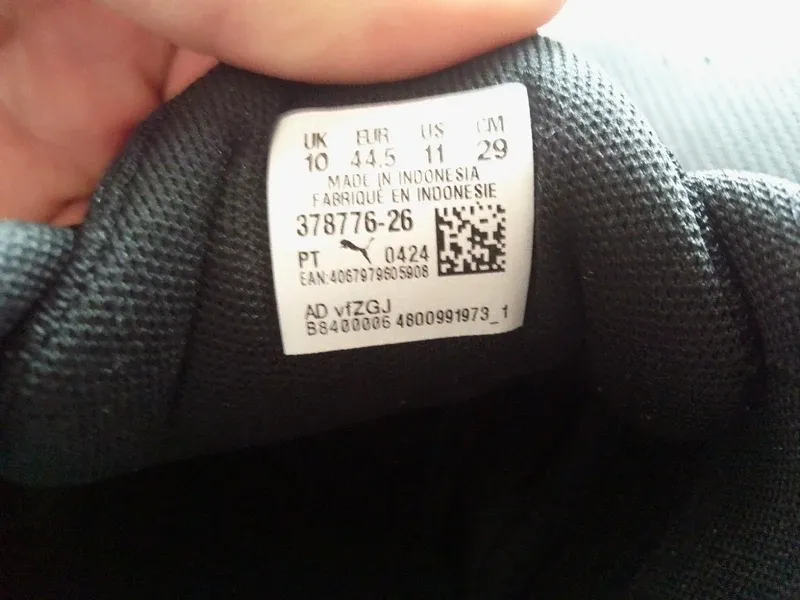 UK EUR US CM
10 44.5 11 29
MADE IN INDONESIA
FABRIQUÉ EN INDONESIE
378776-26
PT 0424
EAN:4067979605908
AD vfZGJ
B8400006 4800991973_1